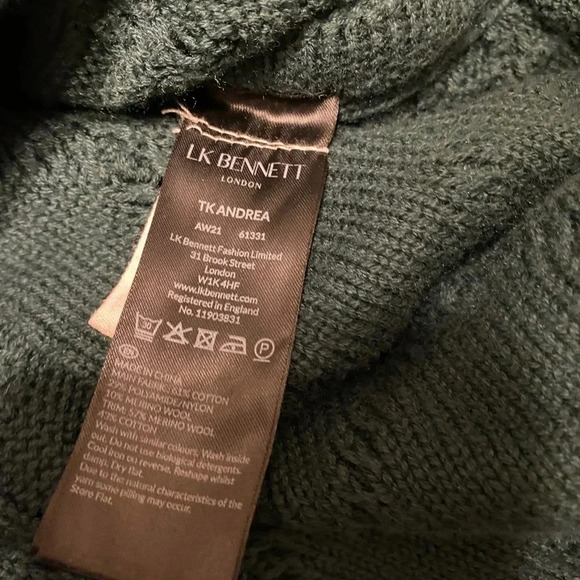 LK BENNETT
LONDON
TK ANDREA
AW21 61331
LK Bennett Fashion Limited
31 Brook Street
London
W1K 4HF
www.lkbennett.com
Registered in England
No. 11903831
30 P
EN
MADE IN CHINA
MAIN FABRIC: COTTON
29% POLYAMIDE/NYLON
10% MERINO WOOL
TRIM: 57% MERINO WOOL
43% COTTON
Wash with similar colours. Wash inside
out. Do not use biological detergents.
Cool iron on reverse. Reshape whilst
damp. Dry flat.
Due to the natural characteristics of the
yarn some pilling may occur.
Store Flat.